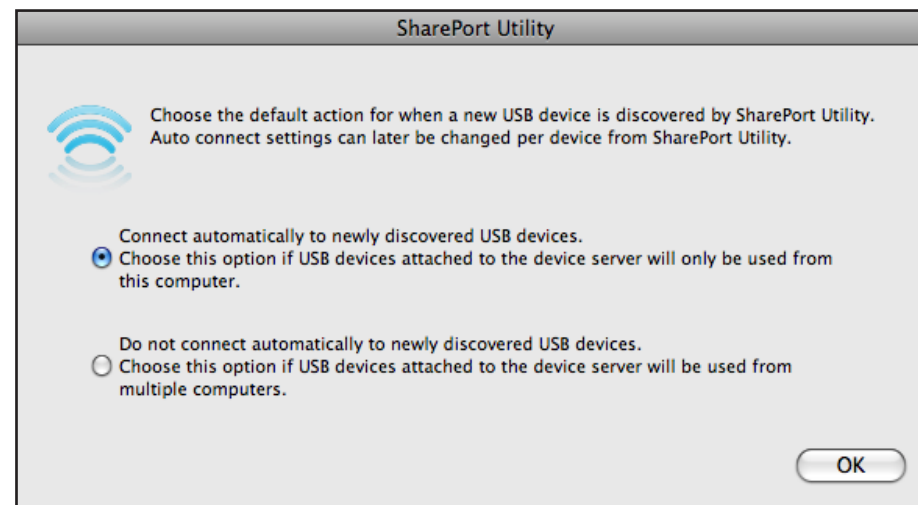 SharePort Utility
Choose the default action for when a new USB device is discovered by SharePort Utility.
Auto connect settings can later be changed per device from SharePort Utility.
Connect automatically to newly discovered USB devices.
Choose this option if USB devices attached to the device server will only be used from
this computer.
Do not connect automatically to newly discovered USB devices.
Choose this option if USB devices attached to the device server will be used from
multiple computers.
OK